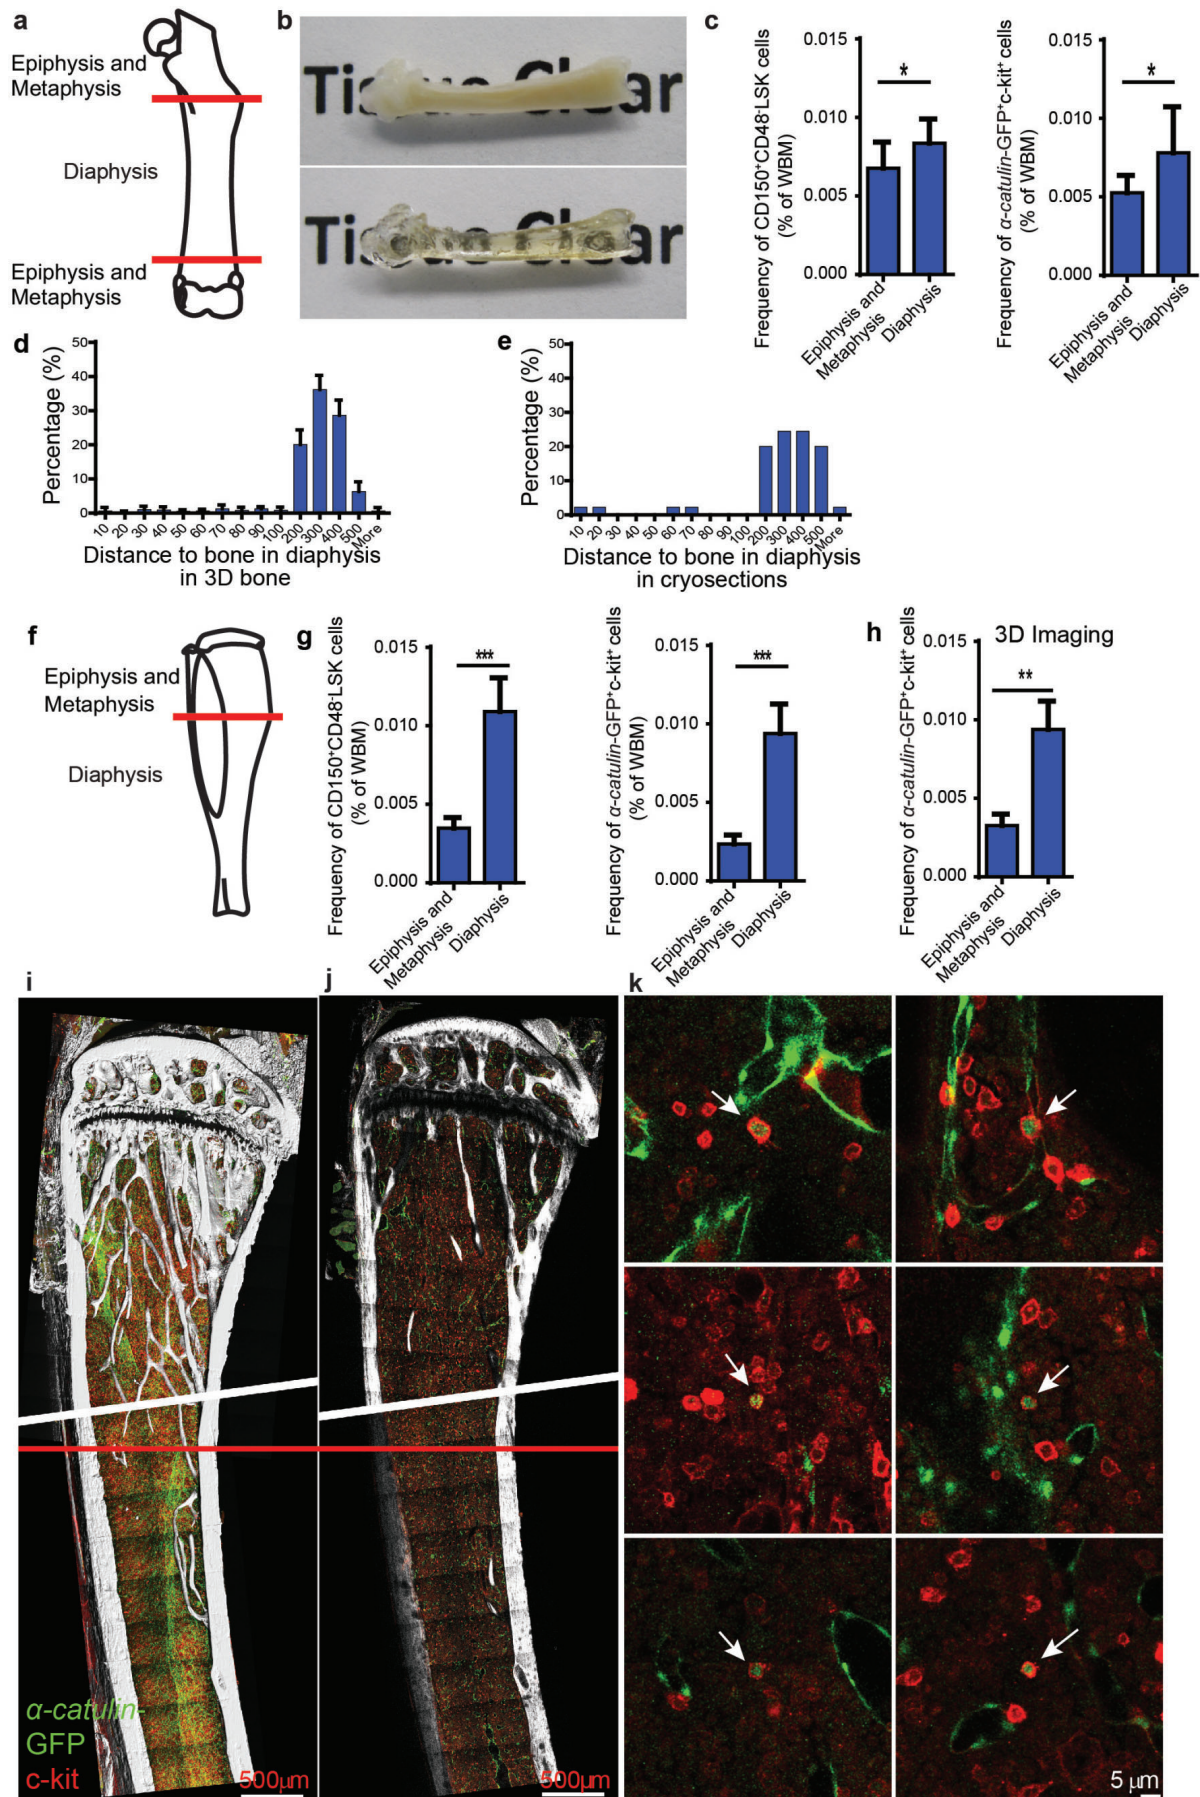 a
Epiphysis and
Metaphysis
Diaphysis
Epiphysis and
Metaphysis
b
Tissue Clear
Tissue Clear
c
Frequency of CD150⁺CD48⁻LSK cells
(% of WBM)
0.015
0.010
0.005
0.000
*
Epiphysis and
Metaphysis
Diaphysis
Frequency of α-catulin-GFP⁺c-kit⁺ cells
(% of WBM)
0.015
0.010
0.005
0.000
*
Epiphysis and
Metaphysis
Diaphysis
d
Percentage (%)
50
40
30
20
10
0
10 20 30 40 50 60 70 80 90 100 200 300 400 500 More
Distance to bone in diaphysis
in 3D bone
e
Percentage (%)
50
40
30
20
10
0
10 20 30 40 50 60 70 80 90 100 200 300 400 500 More
Distance to bone in diaphysis
in cryosections
f
Epiphysis and
Metaphysis
Diaphysis
g
Frequency of CD150⁺CD48⁻LSK cells
(% of WBM)
0.015
0.010
0.005
0.000
***
Epiphysis and
Metaphysis
Diaphysis
Frequency of α-catulin-GFP⁺c-kit⁺ cells
(% of WBM)
0.015
0.010
0.005
0.000
***
Epiphysis and
Metaphysis
Diaphysis
h
3D Imaging
Frequency of α-catulin-GFP⁺c-kit⁺ cells
(% of WBM)
0.015
0.010
0.005
0.000
**
Epiphysis and
Metaphysis
Diaphysis
i
α-catulin-
GFP
c-kit
500μm
j
500μm
k
5 μm